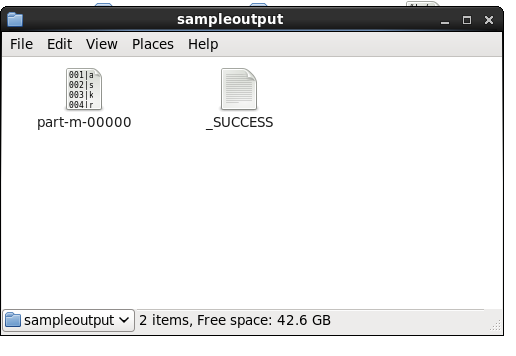 sampleoutput
File Edit View Places Help
001|a
002|s
003|k
004|r
part-m-00000
_SUCCESS
sampleoutput 2 items, Free space: 42.6 GB